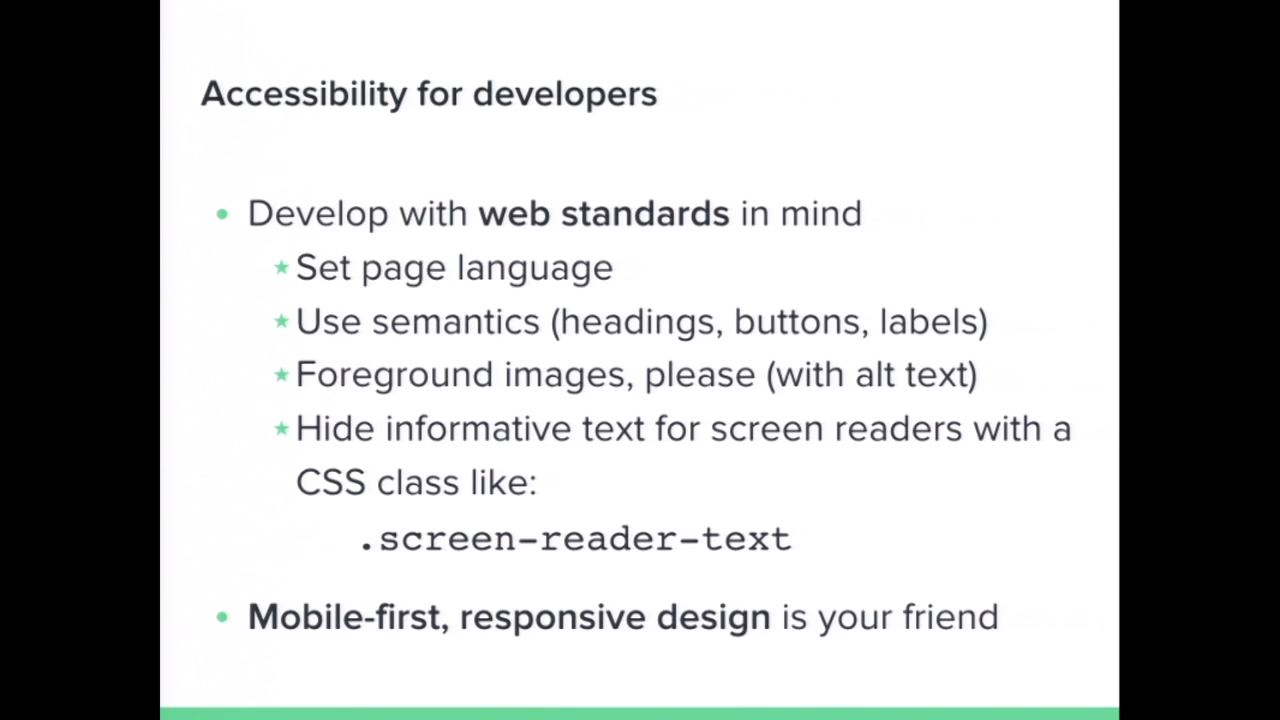 Accessibility for developers
Develop with web standards in mind
Set page language
Use semantics (headings, buttons, labels)
Foreground images, please (with alt text)
Hide informative text for screen readers with a
CSS class like:
.screen-reader-text
Mobile-first, responsive design is your friend